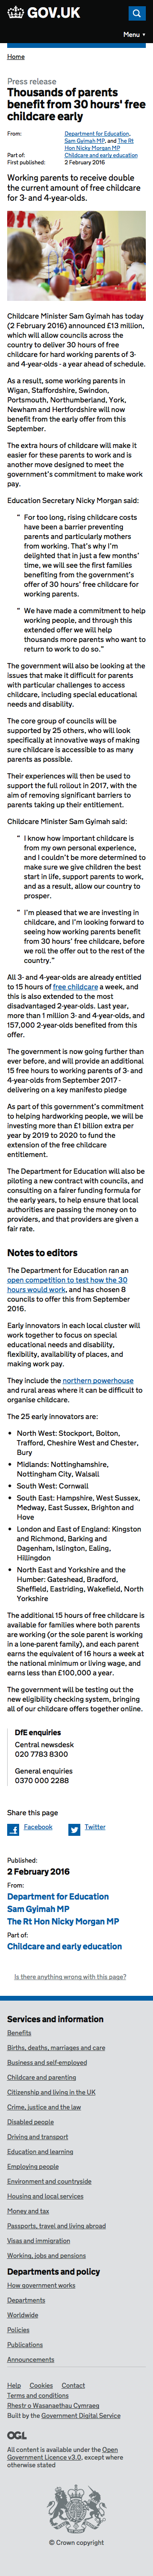 GOV.UK
Menu ▼
Home
Press release
Thousands of parents
benefit from 30 hours' free
childcare early
From:
Department for Education,
Sam Gyimah MP, and The Rt
Hon Nicky Morgan MP
Part of:
Childcare and early education
First published:
2 February 2016
Working parents to receive double
the current amount of free childcare
for 3- and 4-year-olds.
Childcare Minister Sam Gyimah has today
(2 February 2016) announced £13 million,
which will allow councils across the
country to deliver 30 hours of free
childcare for hard working parents of 3-
and 4-year-olds - a year ahead of schedule.
As a result, some working parents in
Wigan, Staffordshire, Swindon,
Portsmouth, Northumberland, York,
Newham and Hertfordshire will now
benefit from the early offer from this
September.
The extra hours of childcare will make it
easier for these parents to work and is
another move demonstrating the
government's commitment to make work
pay.
Education Secretary Nicky Morgan said:
“ For too long, rising childcare costs
have been a barrier preventing
parents and particularly mothers
from working. That's why I'm
delighted that in just a few months'
time, we will see the first families
benefiting from the government's
offer of 30 hours' free childcare for
working parents.
“ We have made a commitment to help
working people, and through this
extended offer we will help
thousands more parents who want to
return to work to do so.”
The government will also be looking at the
issues that make it difficult for parents
with particular challenges to access
childcare, including special educational
needs and disability.
The core group of councils will be
supported by 25 others, who will look
specifically at innovative ways of making
sure childcare is accessible to as many
parents as possible.
Their experiences will then be used to
support full rollout in 2017, with the
aim of removing significant barriers to
parents taking up their entitlement.
Childcare Minister Sam Gyimah said:
“ I know how important childcare is
from my own personal experience,
and I couldn't be more determined to
make sure we give children the best
start in life, support parents to work,
and as a result, allow our country to
prosper.
“ I'm pleased that we are investing in
childcare, and I'm looking forward to
seeing how working parents benefit
from 30 hours' free childcare, before
we roll the offer out to the rest of the
country.”
All 3- and 4-year-olds are already entitled
to 15 hours of free childcare a week, and
this is also extended to the most
disadvantaged 2-year-olds. Last year,
more than 1 million 3- and 4-year-olds, and
157,000 2-year-olds benefited from this
offer.
The government is now going further than
ever before, and will provide an additional
15 hours to working parents of 3- and
4-year-olds from September 2017 -
delivering on a key manifesto pledge
As part of this government's commitment
to helping hardworking people, we will be
investing more than £1 billion extra per
year by 2019 to 2020 to fund the
extension of the free childcare
entitlement.
The Department for Education will also be
piloting a new contract with councils, and
consulting on a fairer funding formula for
the early years, to help ensure that local
authorities are passing the money on to
providers, and that providers are given a
fair rate.
Notes to editors
The Department for Education ran an
open competition to test how the 30
hours would work, and has chosen 8
councils to offer this from September
2016.
Early innovators in each local cluster will
work together to focus on special
educational needs and disability,
flexibility, availability of places, and
making work pay.
They include the northern powerhouse
and rural areas where it can be difficult to
organise childcare.
The 25 early innovators are:
• North West: Stockport, Bolton,
Trafford, Cheshire West and Chester,
Bury
• Midlands: Nottinghamshire,
Nottingham City, Walsall
• South West: Cornwall
• South East: Hampshire, West Sussex,
Medway, East Sussex, Brighton and
Hove
• London and East of England: Kingston
and Richmond, Barking and
Dagenham, Islington, Ealing,
Hillingdon
• North East and Yorkshire and the
Humber: Gateshead, Bradford,
Sheffield, Eastriding, Wakefield, North
Yorkshire
The additional 15 hours of childcare will be
available for families where both parents
are working (or the sole parent is working
in a lone-parent family), and each parent
earns the equivalent of 16 hours a week at
the national minimum or living wage, and
earns less than £100,000 a year.
The government will be testing out the
new eligibility checking system, bringing
all of our childcare offers together online.
DfE enquiries
Central newsdesk
020 7783 8300
General enquiries
0370 000 2288
Share this page
Facebook
Twitter
Published:
2 February 2016
From:
Department for Education
Sam Gyimah MP
The Rt Hon Nicky Morgan MP
Part of:
Childcare and early education
Is there anything wrong with this page?
Services and information
Benefits
Births, deaths, marriages and care
Business and self-employed
Childcare and parenting
Citizenship and living in the UK
Crime, justice and the law
Disabled people
Driving and transport
Education and learning
Employing people
Environment and countryside
Housing and local services
Money and tax
Passports, travel and living abroad
Visas and immigration
Working, jobs and pensions
Departments and policy
How government works
Departments
Worldwide
Policies
Publications
Announcements
Help Cookies Contact
Terms and conditions
Rhestr o Wasanaethau Cymraeg
Built by the Government Digital Service
OGL
All content is available under the Open
Government Licence v3.0, except where
otherwise stated
© Crown copyright